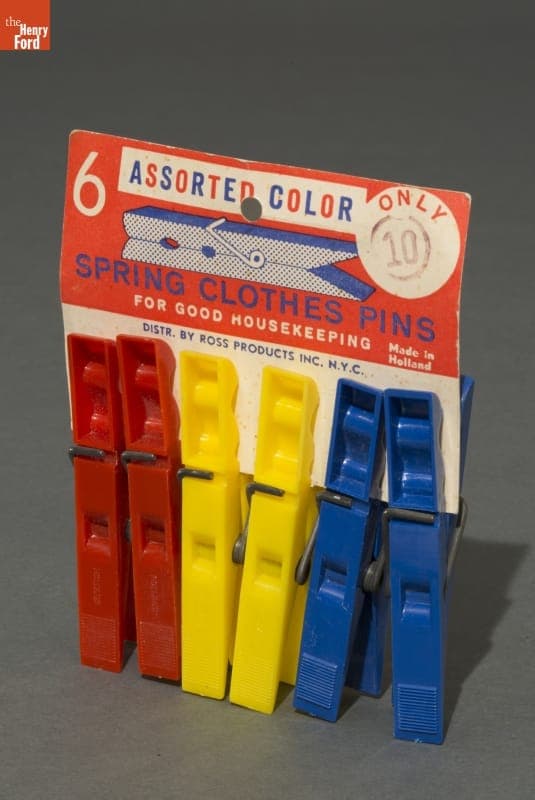 the
Henry
Ford
6
ASSORTED COLOR
ONLY
10
SPRING CLOTHES PINS
FOR GOOD HOUSEKEEPING
Made in
Holland
DISTR. BY ROSS PRODUCTS INC. N.Y.C.